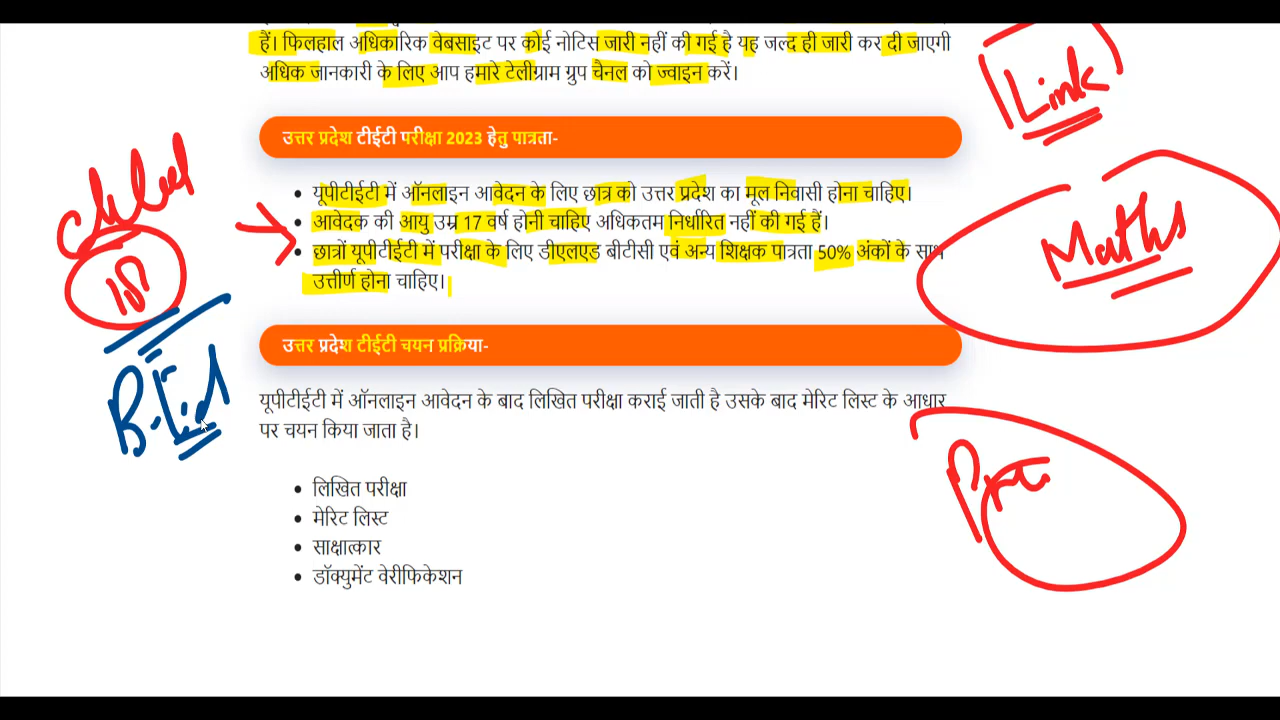 हैं। फिलहाल अधिकारिक वेबसाइट पर कोई नोटिस जारी नहीं की गई है यह जल्द ही जारी कर दी जाएगी
अधिक जानकारी के लिए आप हमारे टेलीग्राम ग्रुप चैनल को ज्वाइन करें।
Link
उत्तर प्रदेश टीईटी परीक्षा 2023 हेतु पात्रता-
यूपीटीईटी में ऑनलाइन आवेदन के लिए छात्र को उत्तर प्रदेश का मूल निवासी होना चाहिए।
आवेदक की आयु उम्र 17 वर्ष होनी चाहिए अधिकतम निर्धारित नहीं की गई हैं।
छात्रों यूपीटीईटी में परीक्षा के लिए डीएलएड बीटीसी एवं अन्य शिक्षक पात्रता 50% अंकों के साथ
उत्तीर्ण होना चाहिए।
Maths
उत्तर प्रदेश टीईटी चयन प्रक्रिया-
यूपीटीईटी में ऑनलाइन आवेदन के बाद लिखित परीक्षा कराई जाती है उसके बाद मेरिट लिस्ट के आधार
पर चयन किया जाता है।
लिखित परीक्षा
मेरिट लिस्ट
साक्षात्कार
डॉक्युमेंट वेरीफिकेशन